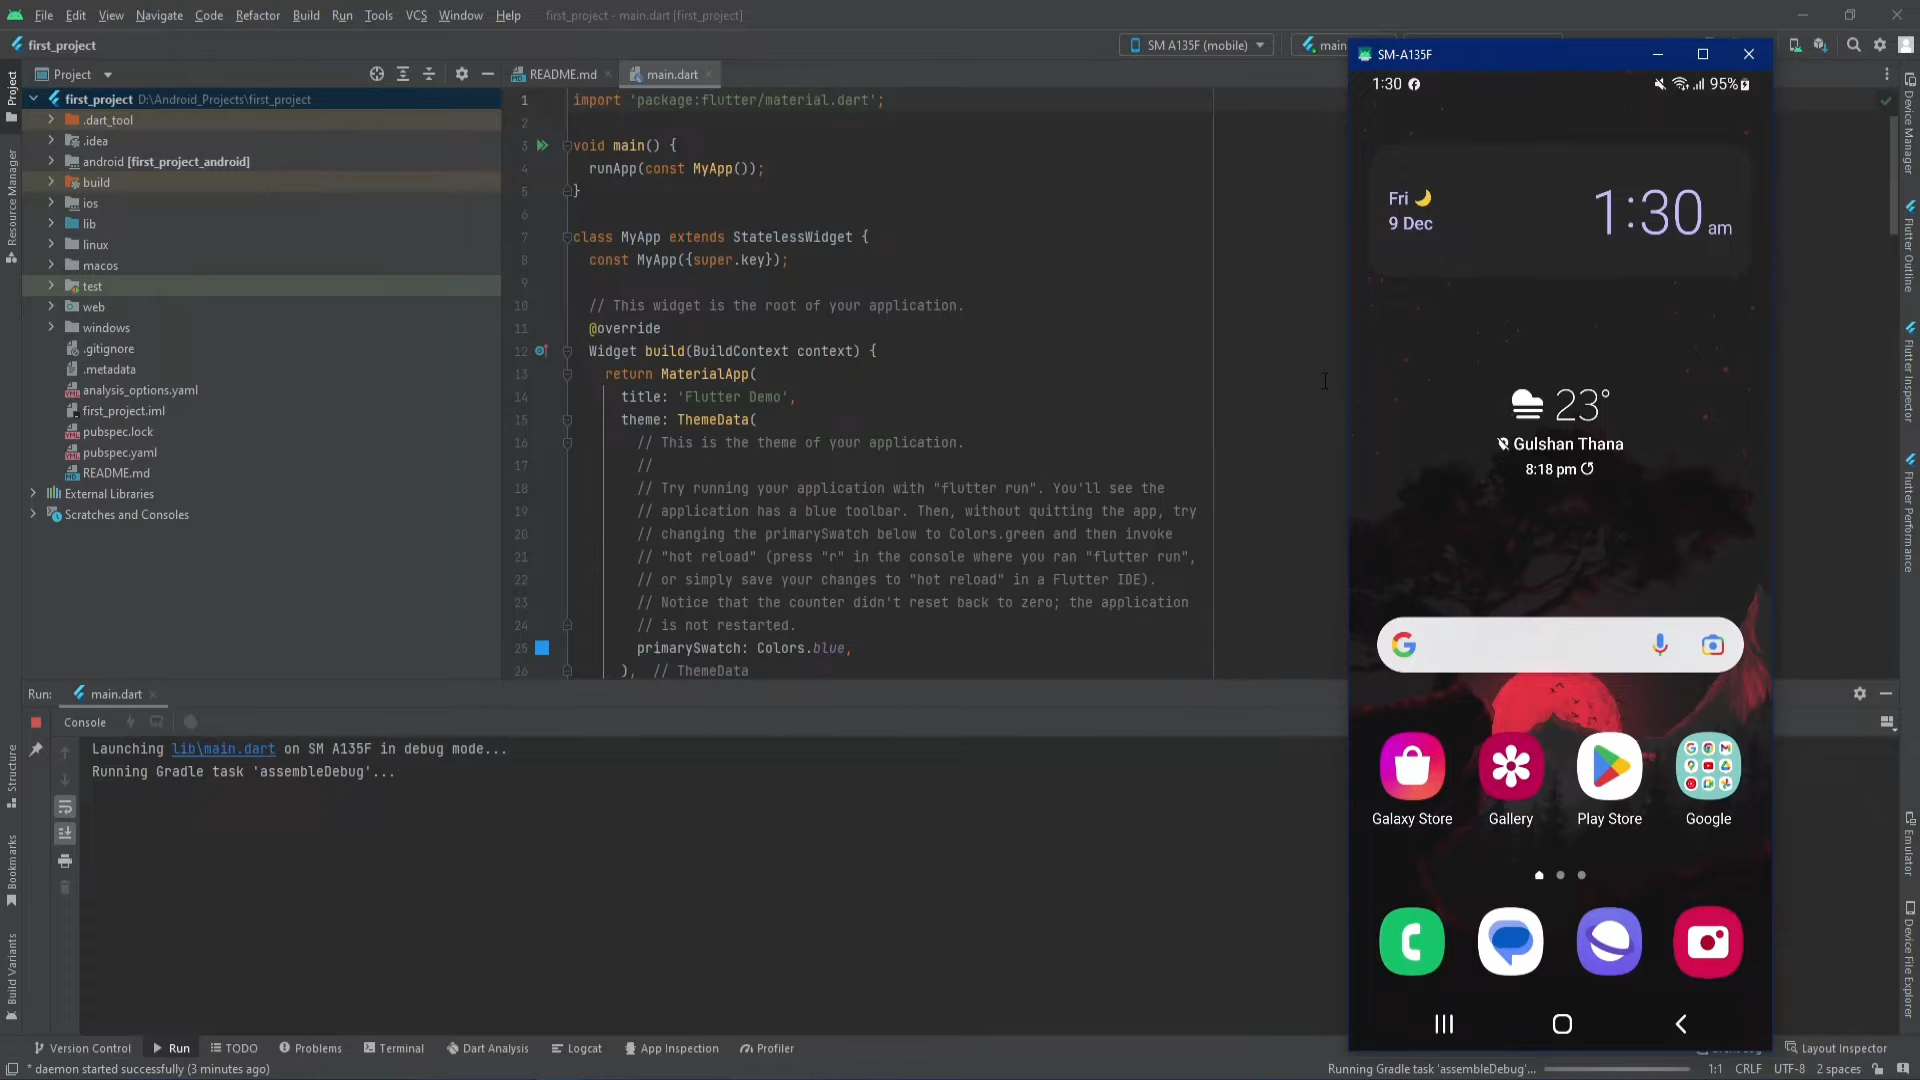 File Edit View Navigate Code Refactor Build Run Tools VCS Window Help first_project - main.dart [first_project]
first_project
SM A135F (mobile)
main
Project
README.md
main.dart
first_project D:\Android_Projects\first_project
.dart_tool
.idea
android [first_project_android]
build
ios
lib
linux
macos
test
web
windows
.gitignore
.metadata
analysis_options.yaml
first_project.iml
pubspec.lock
pubspec.yaml
README.md
External Libraries
Scratches and Consoles
Project
Resource Manager
Structure
Bookmarks
Build Variants
1 import 'package:flutter/material.dart';
2
3 void main() {
4 runApp(const MyApp());
5 }
6
7 class MyApp extends StatelessWidget {
8 const MyApp({super.key});
9
10 // This widget is the root of your application.
11 @override
12 Widget build(BuildContext context) {
13 return MaterialApp(
14 title: 'Flutter Demo',
15 theme: ThemeData(
16 // This is the theme of your application.
17 //
18 // Try running your application with "flutter run". You'll see the
19 // application has a blue toolbar. Then, without quitting the app, try
20 // changing the primarySwatch below to Colors.green and then invoke
21 // "hot reload" (press "r" in the console where you ran "flutter run",
22 // or simply save your changes to "hot reload" in a Flutter IDE).
23 // Notice that the counter didn't reset back to zero; the application
24 // is not restarted.
25 primarySwatch: Colors.blue,
26 ), // ThemeData
SM-A135F
1:30
95%
Fri
9 Dec
1:30 am
23°
Gulshan Thana
8:18 pm
Galaxy Store
Gallery
Play Store
Google
Device Manager
Flutter Outline
Flutter Inspector
Flutter Performance
Emulator
Device File Explorer
Run:
main.dart
Console
Launching lib\main.dart on SM A135F in debug mode...
Running Gradle task 'assembleDebug'...
Version Control
Run
TODO
Problems
Terminal
Dart Analysis
Logcat
App Inspection
Profiler
Layout Inspector
* daemon started successfully (3 minutes ago)
Running Gradle task 'assembleDebug'...
1:1 CRLF UTF-8 2 spaces